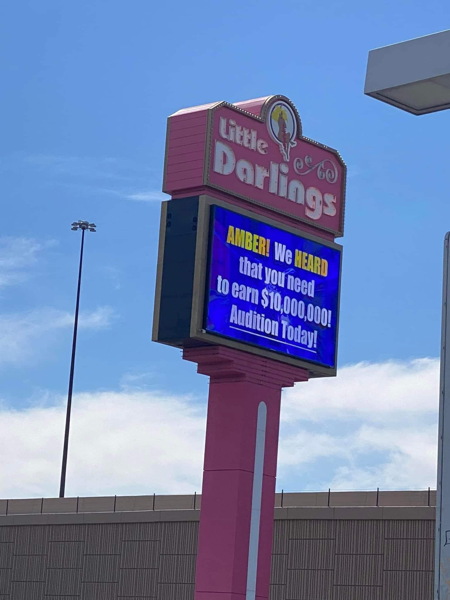 Little
Darlings
AMBER! We HEARD
that you need
to earn $10,000,000!
Audition Today!